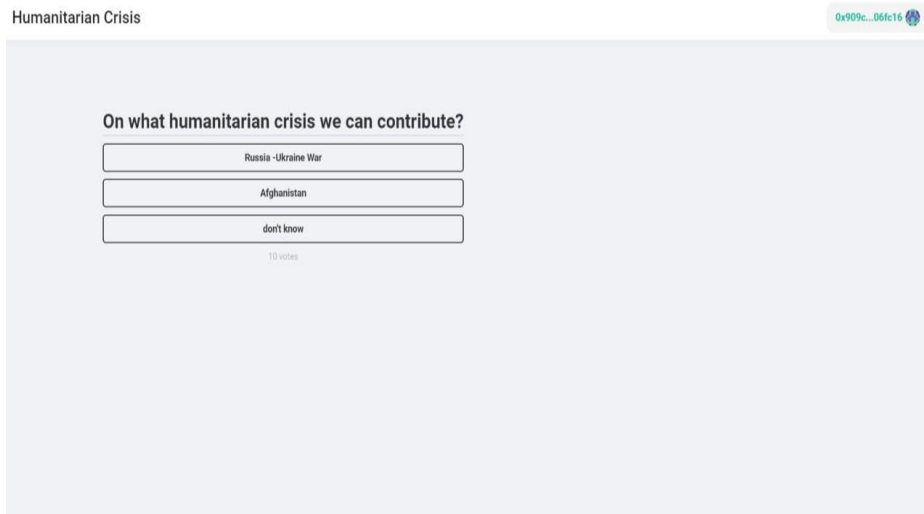 Humanitarian Crisis
0x909c...06fc16
On what humanitarian crisis we can contribute?
Russia -Ukraine War
Afghanistan
don't know
10 votes